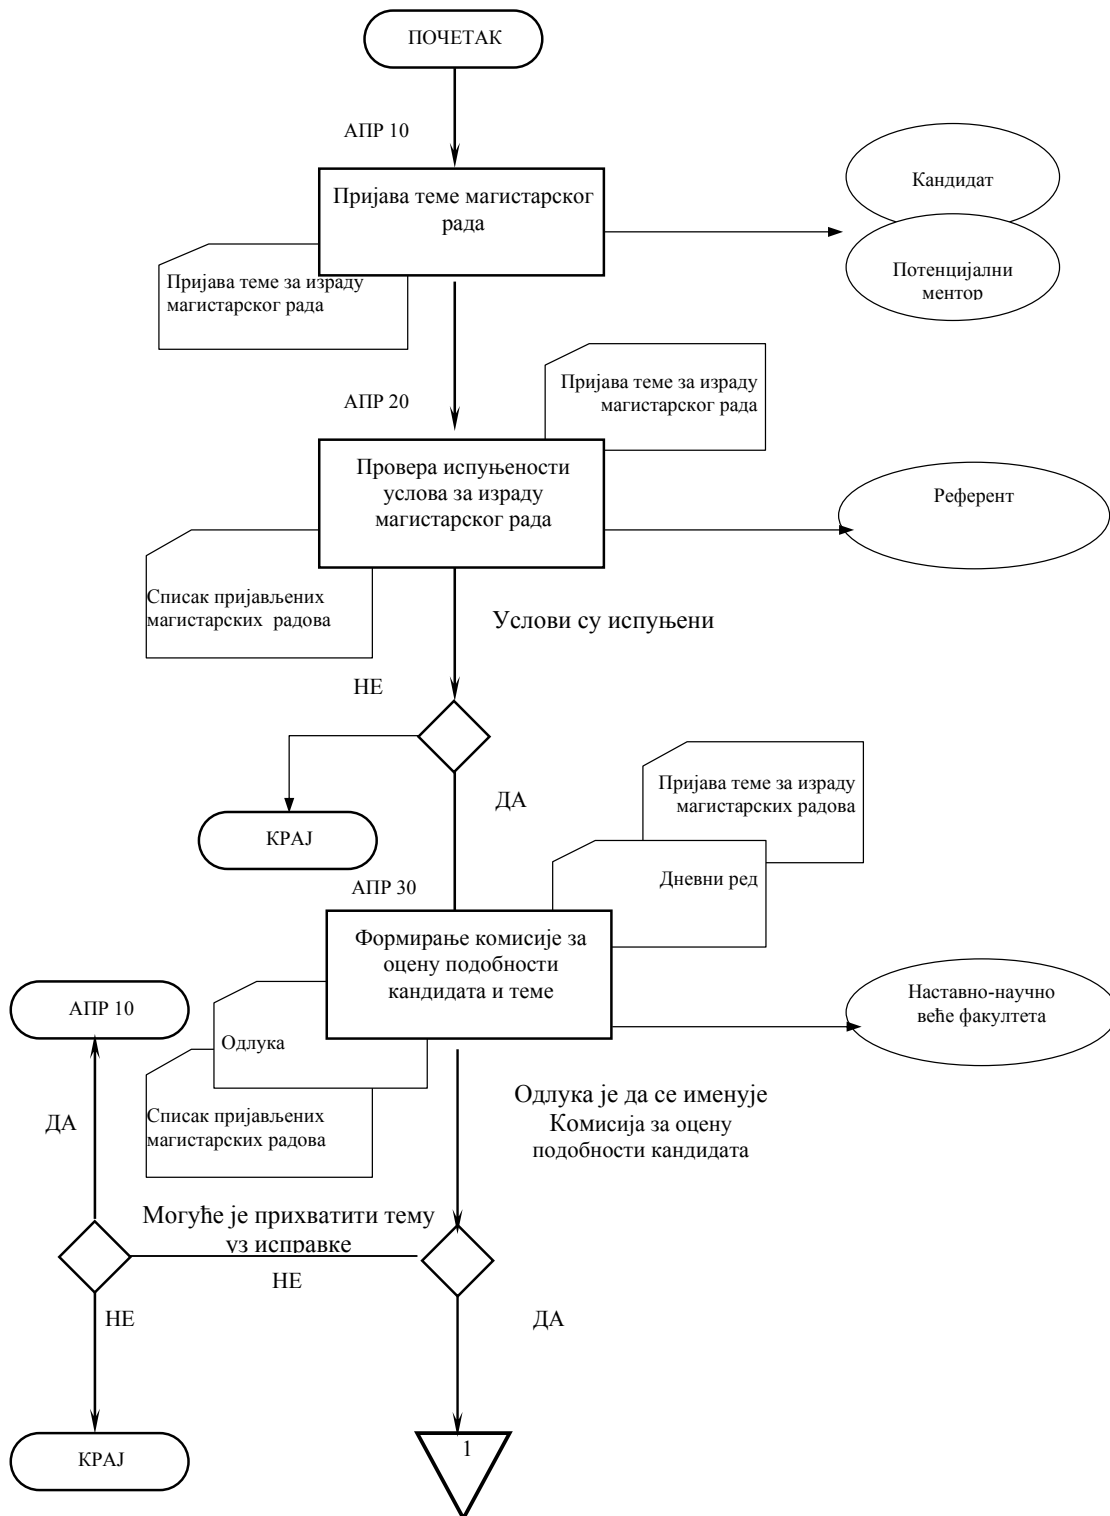 ПОЧЕТАК
АПР 10
Пријава теме магистарског
рада
Кандидат
Потенцијални
ментор
Пријава теме за израду
магистарског рада
Пријава теме за израду
магистарског рада
АПР 20
Провера испуњености
услова за израду
магистарског рада
Референт
Списак пријављених
магистарских радова
Услови су испуњени
НЕ
ДА
КРАЈ
Пријава теме за израду
магистарских радова
Дневни ред
АПР 30
Формирање комисије за
оцену подобности
кандидата и теме
Наставно-научно
веће факултета
АПР 10
Одлука
Списак пријављених
магистарских радова
ДА
Одлука је да се именује
Комисија за оцену
подобности кандидата
Могуће је прихватити тему
уз исправке
НЕ
НЕ
ДА
КРАЈ
1